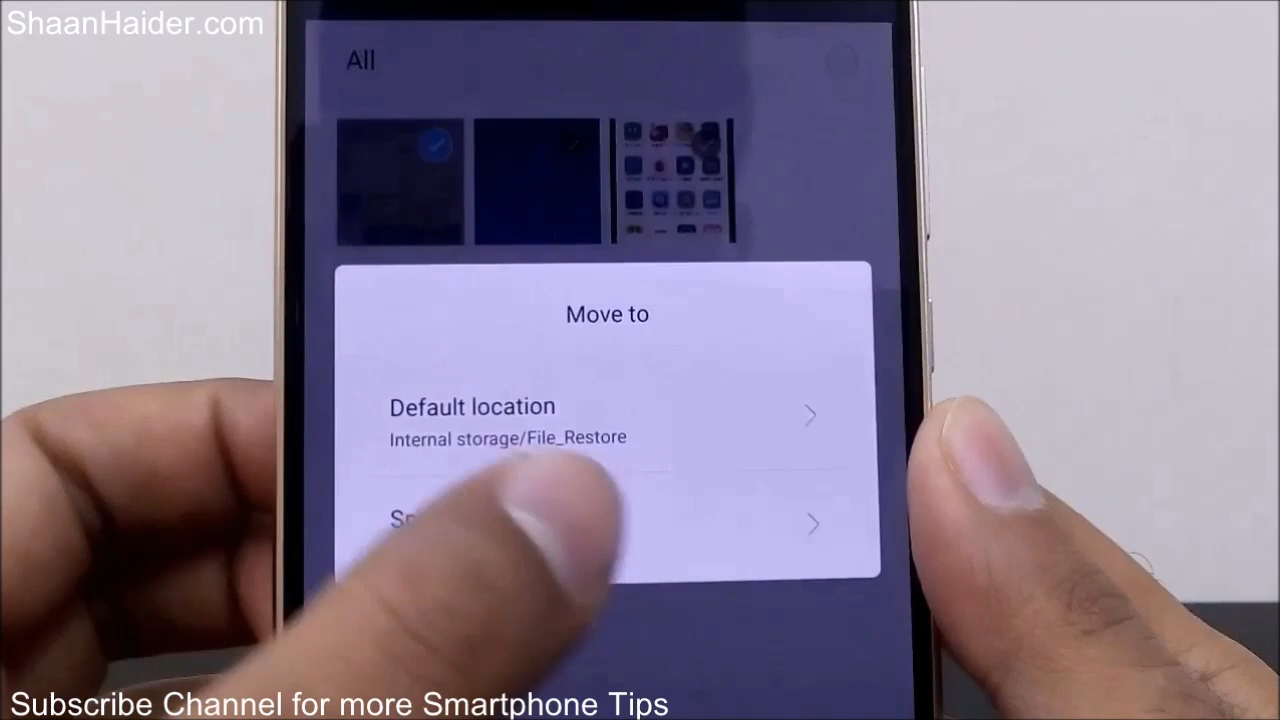 ShaanHaider.com
All
Move to
Default location
Internal storage/File_Restore
Subscribe Channel for more Smartphone Tips